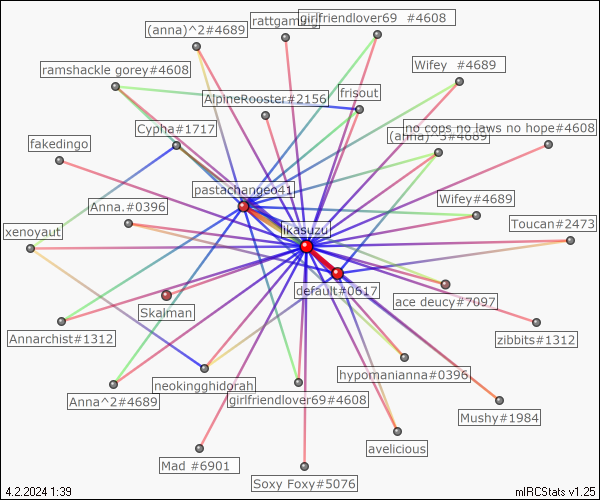 (anna)^2#4689
rattgaming
girlfriendlover69 #4608
ramshackle gorey#4608
Wifey #4689
AlpineRooster#2156
frisout
Cypha#1717
no cops no laws no hope#4608
(anna)^3#4689
fakedingo
pastachangeo41
Anna.#0396
Wifey#4689
xenoyaut
ikasuzu
Toucan#2473
default#0617
ace deucy#7097
Skalman
Annarchist#1312
zibbits#1312
hypomanianna#0396
neokingghidorah
Anna^2#4689
girlfriendlover69#4608
Mushy#1984
avelicious
Mad #6901
Soxy Foxy#5076
4.2.2024 1:39
mIRCStats v1.25